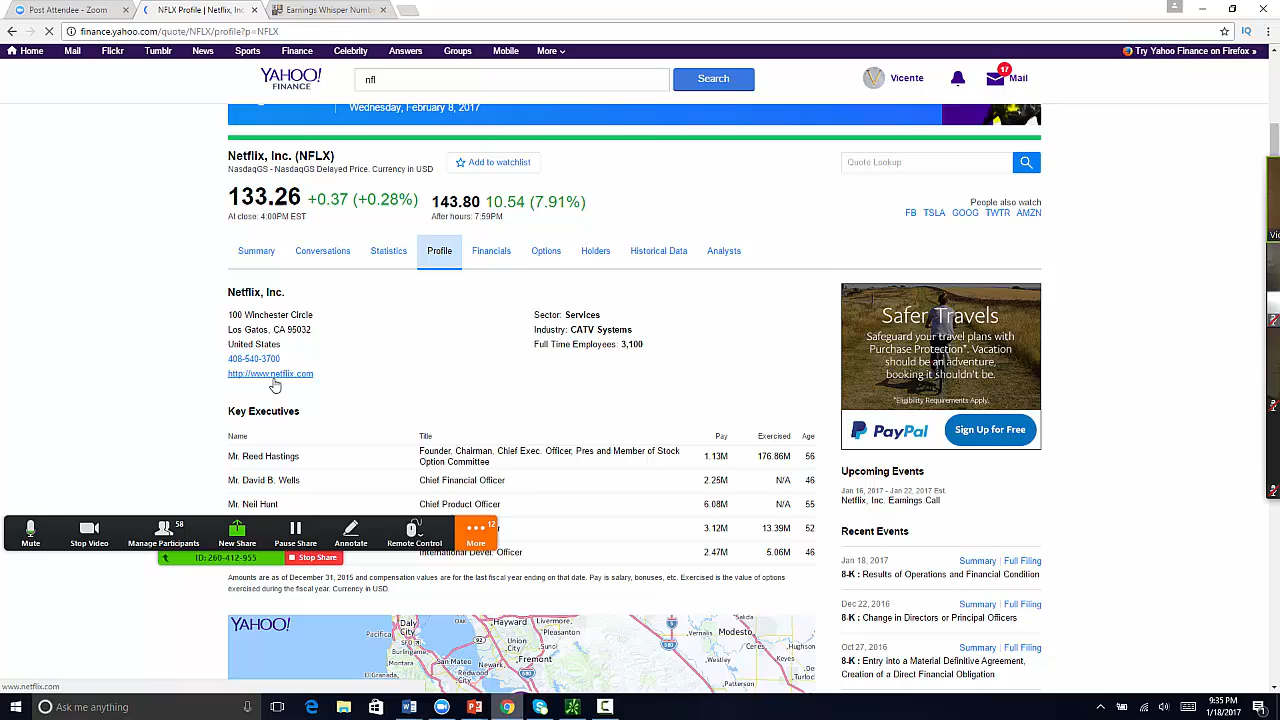 Post Attendee - Zoom
NFLX Profile | Netflix, Inc.
Earnings Whisper Numb
finance.yahoo.com/quote/NFLX/profile?p=NFLX
IQ
Home Mail Flickr Tumblr News Sports Finance Celebrity Answers Groups Mobile More Try Yahoo Finance on Firefox »
YAHOO!
FINANCE
nfl
Search
Vicente
17
Mail
Wednesday, February 8, 2017
Netflix, Inc. (NFLX)
NasdaqGS - NasdaqGS Delayed Price. Currency in USD
Add to watchlist
Quote Lookup
133.26 +0.37 (+0.28%)
At close: 4:00PM EST
143.80 10.54 (7.91%)
After hours: 7:59PM
People also watch
FB TSLA GOOG TWTR AMZN
Summary Conversations Statistics Profile Financials Options Holders Historical Data Analysts
Netflix, Inc.
100 Winchester Circle
Los Gatos, CA 95032
United States
408-540-3700
http://www.netflix.com
Sector: Services
Industry: CATV Systems
Full Time Employees: 3,100
Key Executives
Name Title Pay Exercised Age
Mr. Reed Hastings Founder, Chairman, Chief Exec. Officer, Pres and Member of Stock Option Committee 1.13M 176.86M 56
Mr. David B. Wells Chief Financial Officer 2.25M N/A 46
Mr. Neil Hunt Chief Product Officer 6.08M N/A 55
3.12M 13.39M 52
International Devel. Officer 2.47M 5.06M 46
Mute
Stop Video
58
Manage Participants
New Share
Pause Share
Annotate
Remote Control
12
More
ID: 260-412-955
Stop Share
Amounts are as of December 31, 2015 and compensation values are for the last fiscal year ending on that date. Pay is salary, bonuses, etc. Exercised is the value of options
exercised during the fiscal year. Currency in USD.
YAHOO!
Pacifica
Daly
City
San Mateo
Hayward
Fremont
Livermore
Pleasanton
Tracy
Manteca
Modesto
Ceres
Turlock
Westley
Patterson
Salida
Hughson
580
680
5
Safer Travels
Safeguard your travel plans with
Purchase Protection*. Vacation
should be an adventure,
booking it shouldn't be.
*Eligibility Requirements Apply.
PayPal
Sign Up for Free
Upcoming Events
Jan 16, 2017 - Jan 22, 2017 Est.
Netflix, Inc. Earnings Call
Recent Events
Jan 18, 2017 Summary | Full Filing
8-K : Results of Operations and Financial Condition
Dec 22, 2016 Summary | Full Filing
8-K : Change in Directors or Principal Officers
Oct 27, 2016 Summary | Full Filing
8-K : Entry into a Material Definitive Agreement,
Creation of a Direct Financial Obligation
Vic
www.netflix.com
Ask me anything
9:35 PM
1/18/2017